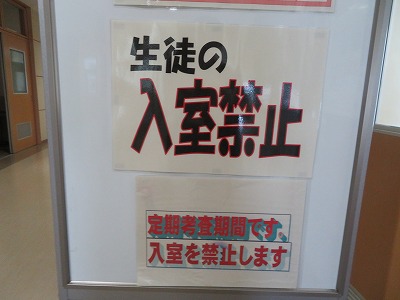 生徒の
入室禁止
定期考査期間です。
入室を禁止します